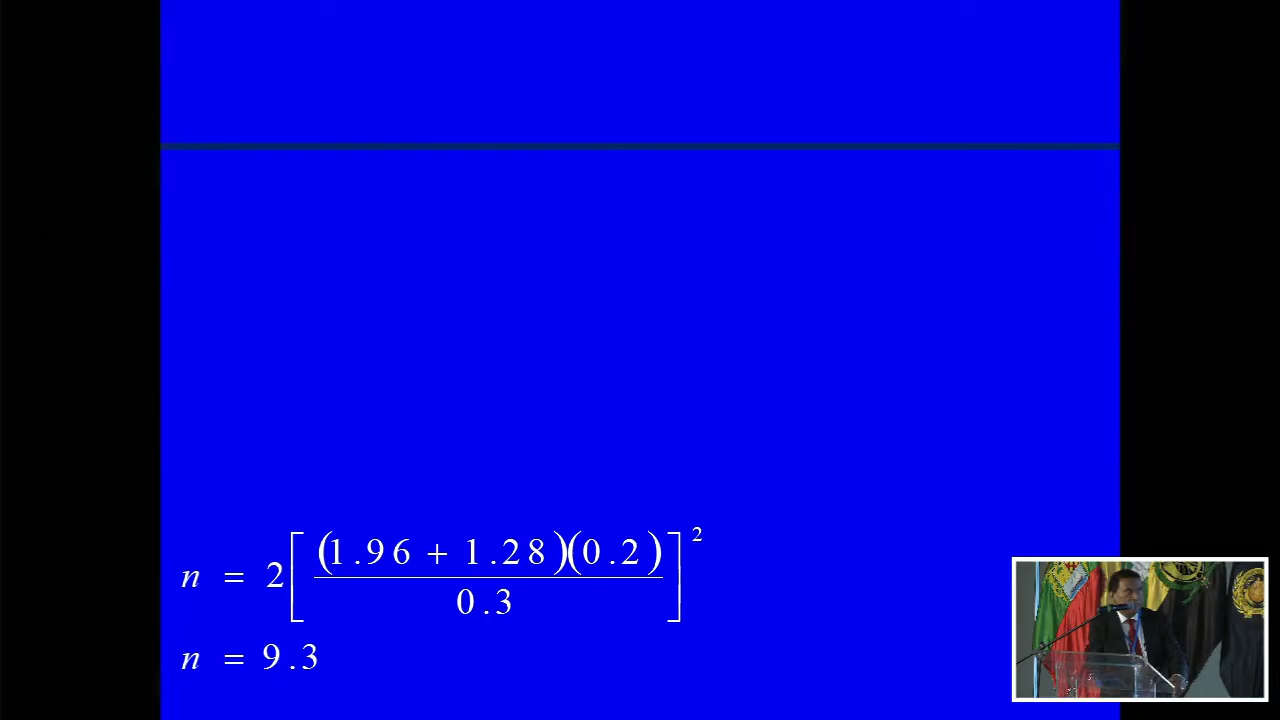 n = 2[(1.96 + 1.28)(0.2) / 0.3]²
n = 9.3